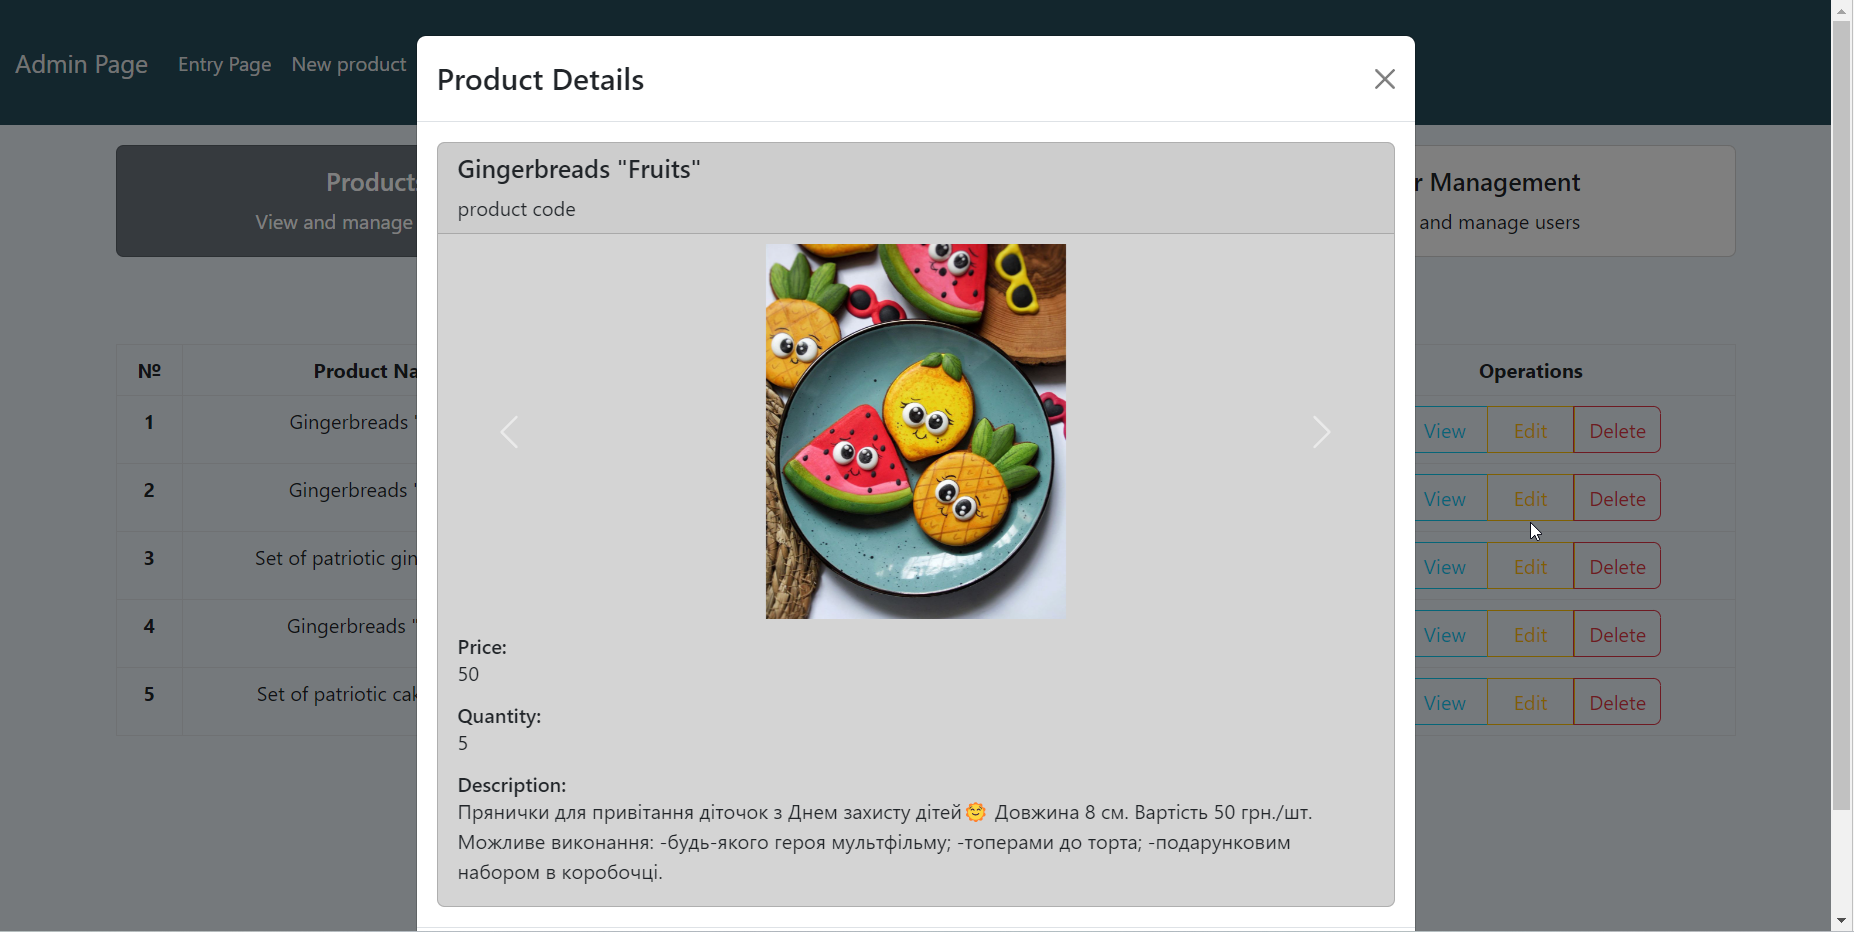 Admin Page
Entry Page
New product
Product Details
Products
View and manage
r Management
and manage users
Gingerbreads "Fruits"
product code
Price:
50
Quantity:
5
Description:
Прянички для привітання діточок з Днем захисту дітей🌞 Довжина 8 см. Вартість 50 грн./шт.
Можливе виконання: -будь-якого героя мультфільму; -топерами до торта; -подарунковим
набором в коробочці.
№
Product Na
Operations
1
Gingerbreads "
View
Edit
Delete
2
Gingerbreads "
View
Edit
Delete
3
Set of patriotic gin
View
Edit
Delete
4
Gingerbreads "
View
Edit
Delete
5
Set of patriotic cak
View
Edit
Delete